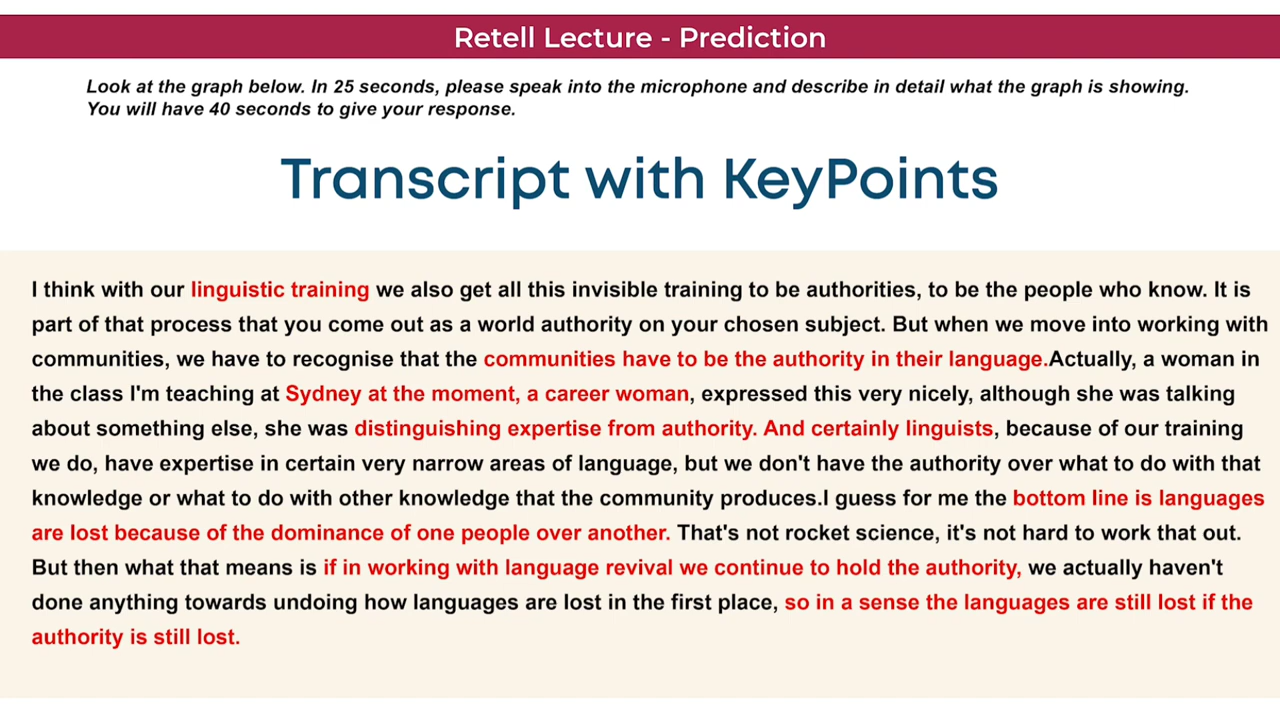 Retell Lecture - Prediction
Look at the graph below. In 25 seconds, please speak into the microphone and describe in detail what the graph is showing.
You will have 40 seconds to give your response.
Transcript with KeyPoints
I think with our linguistic training we also get all this invisible training to be authorities, to be the people who know. It is
part of that process that you come out as a world authority on your chosen subject. But when we move into working with
communities, we have to recognise that the communities have to be the authority in their language.Actually, a woman in
the class I'm teaching at Sydney at the moment, a career woman, expressed this very nicely, although she was talking
about something else, she was distinguishing expertise from authority. And certainly linguists, because of our training
we do, have expertise in certain very narrow areas of language, but we don't have the authority over what to do with that
knowledge or what to do with other knowledge that the community produces.I guess for me the bottom line is languages
are lost because of the dominance of one people over another. That's not rocket science, it's not hard to work that out.
But then what that means is if in working with language revival we continue to hold the authority, we actually haven't
done anything towards undoing how languages are lost in the first place, so in a sense the languages are still lost if the
authority is still lost.